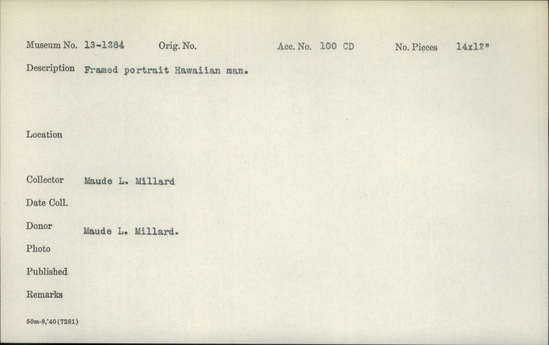 Museum No. 13-1284 Orig. No. Acc. No. 100 CD No. Pieces 14x12"
Description Framed portrait Hawaiian man.
Location
Collector Maude L. Millard
Date Coll.
Donor Maude L. Millard.
Photo
Published
Remarks
50m-8,'40(7281)